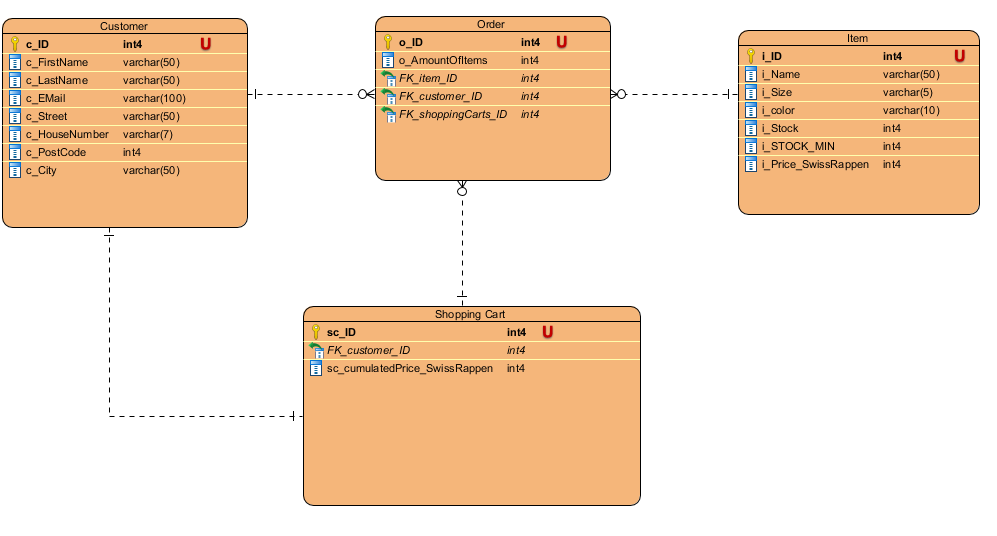 Customer
c_ID int4 U
c_FirstName varchar(50)
c_LastName varchar(50)
c_EMail varchar(100)
c_Street varchar(50)
c_HouseNumber varchar(7)
c_PostCode int4
c_City varchar(50)
Order
o_ID int4 U
o_AmountOfItems int4
FK_item_ID int4
FK_customer_ID int4
FK_shoppingCarts_ID int4
Item
i_ID int4 U
i_Name varchar(50)
i_Size varchar(5)
i_color varchar(10)
i_Stock int4
i_STOCK_MIN int4
i_Price_SwissRappen int4
Shopping Cart
sc_ID int4 U
FK_customer_ID int4
sc_cumulatedPrice_SwissRappen int4